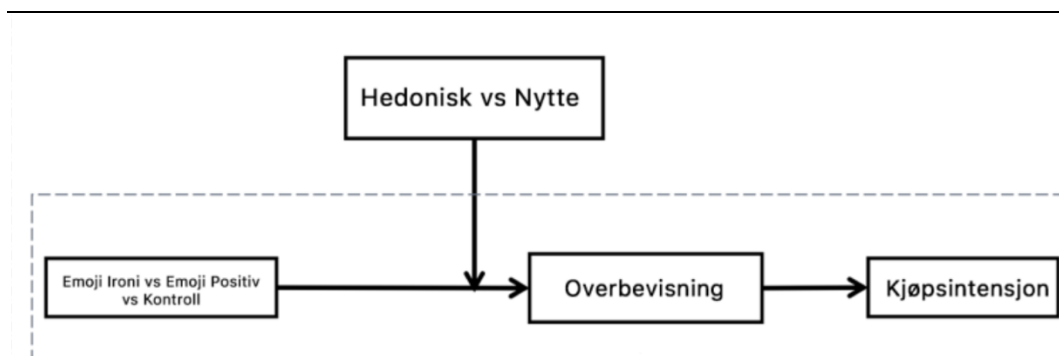 Hedonisk vs Nytte
Emoji Ironi vs Emoji Positiv
vs Kontroll
Overbevisning
Kjøpsintensjon